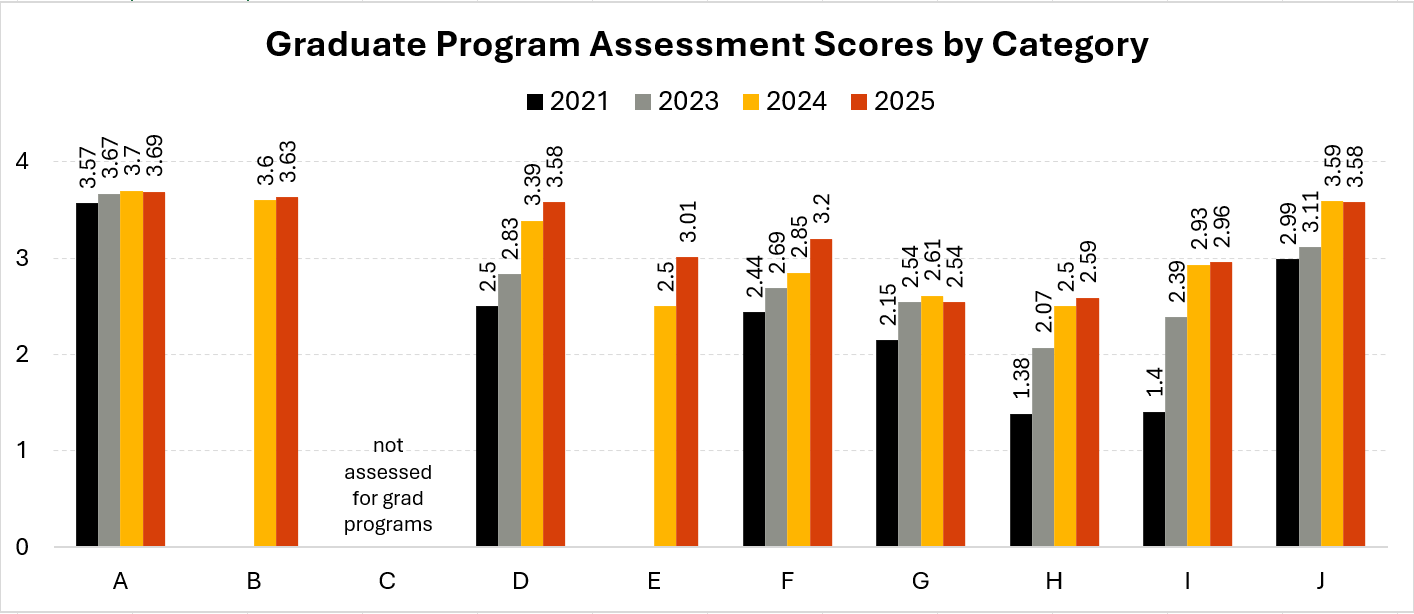 Graduate Program Assessment Scores by Category
2021 2023 2024 2025
4
3
2
1
0
3.57 3.67 3.7 3.69
3.6 3.63
not
assessed
for grad
programs
2.5 2.83 3.39 3.58
2.5 3.01
2.44 2.69 2.85 3.2
2.15 2.54 2.61 2.54
1.38 2.07 2.5 2.59
1.4 2.39 2.93 2.96
2.99 3.11 3.59 3.58
A B C D E F G H I J